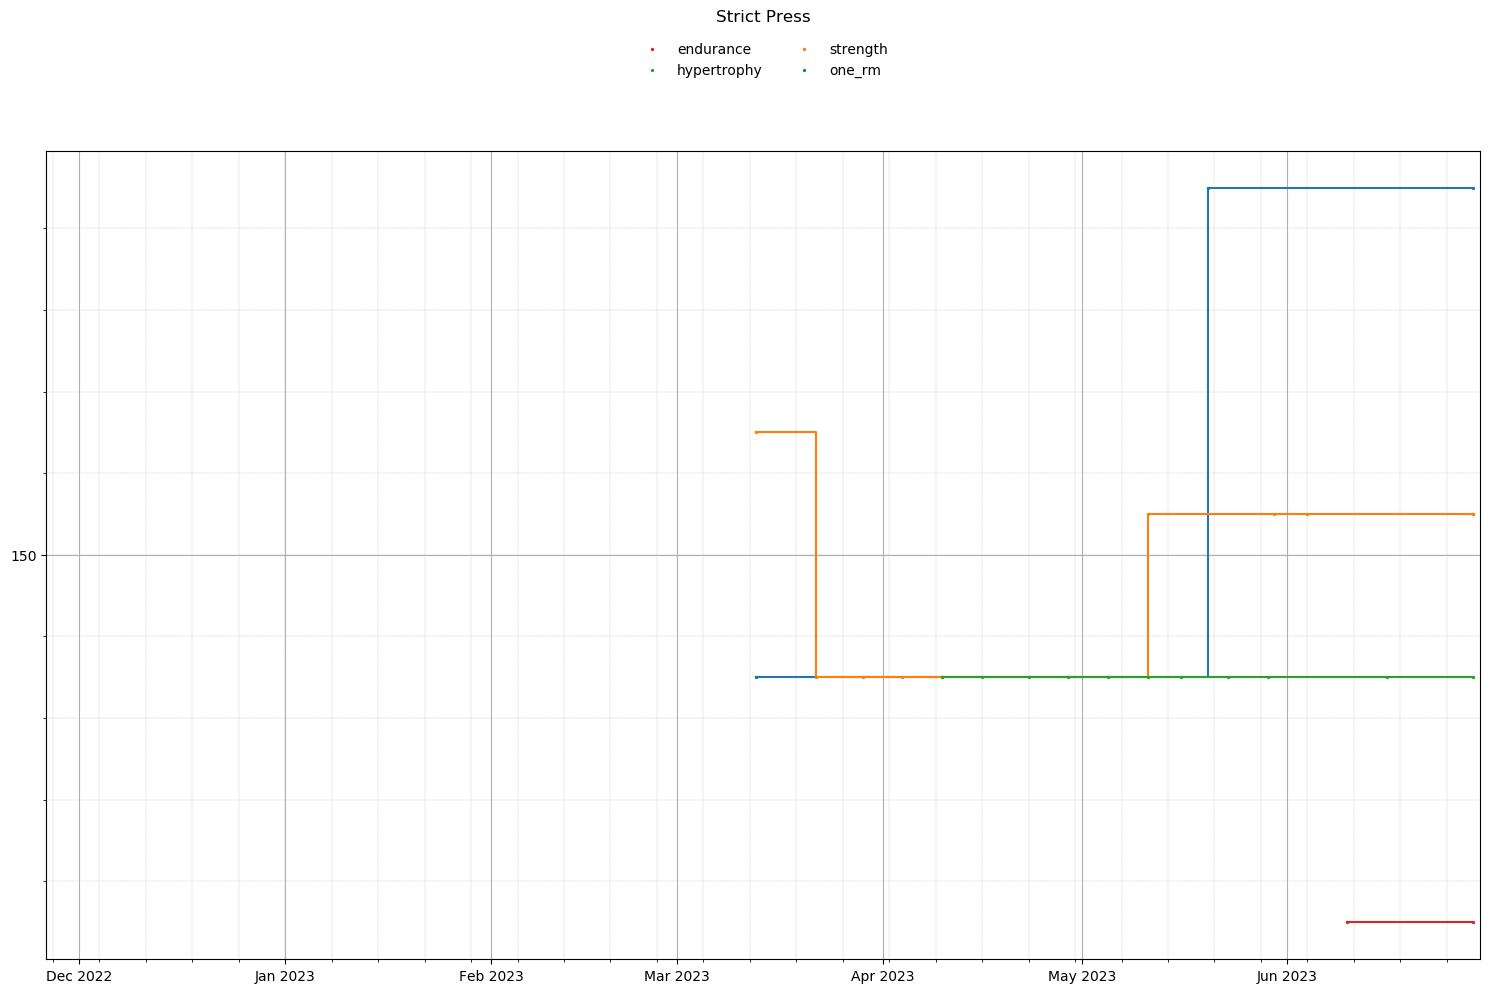 Strict Press
endurance strength
hypertrophy one_rm
150
Dec 2022 Jan 2023 Feb 2023 Mar 2023 Apr 2023 May 2023 Jun 2023